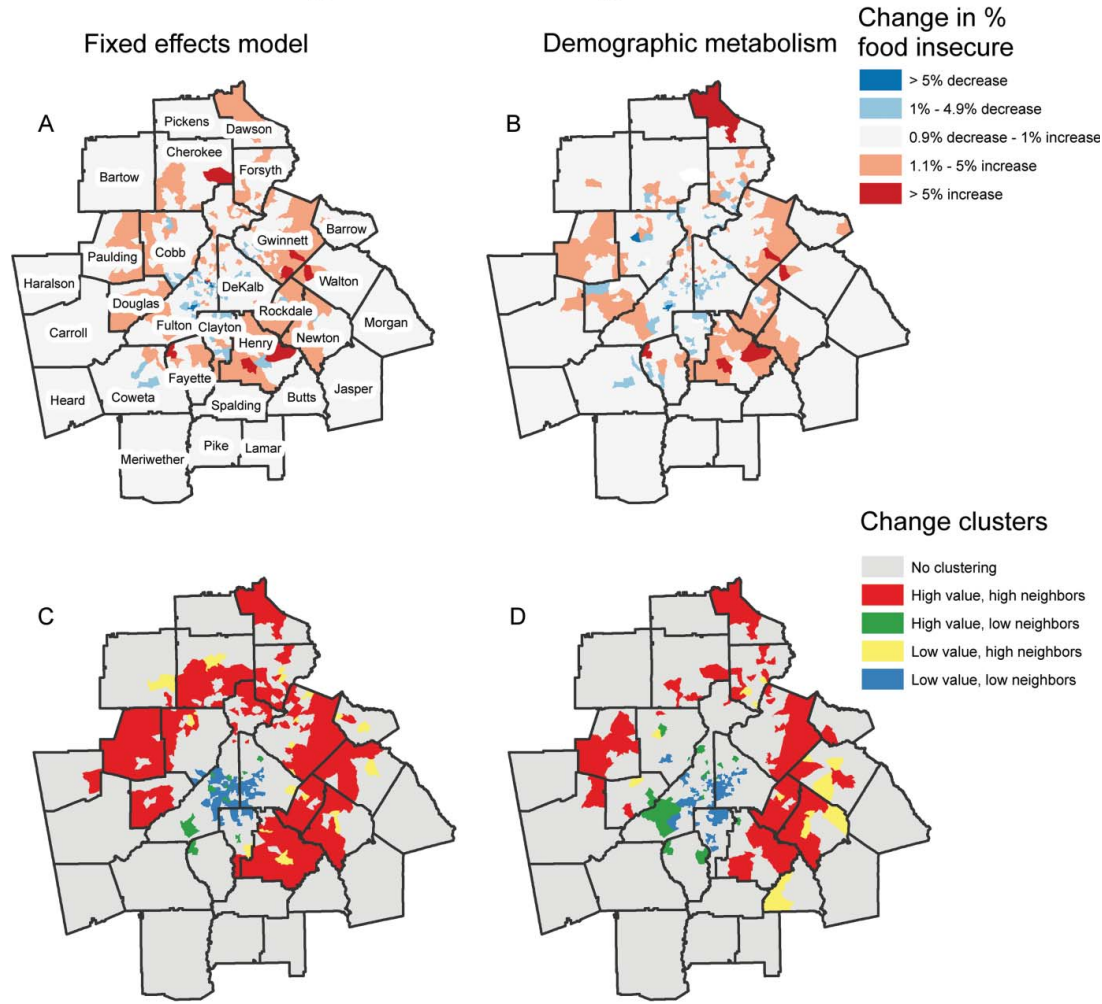 Fixed effects model
Demographic metabolism
Change in %
food insecure
> 5% decrease
1% - 4.9% decrease
0.9% decrease - 1% increase
1.1% - 5% increase
> 5% increase
A
B
Pickens
Dawson
Cherokee
Bartow
Forsyth
Gwinnett
Barrow
Paulding
Cobb
Haralson
DeKalb
Walton
Douglas
Rockdale
Carroll
Fulton
Clayton
Morgan
Henry
Newton
Fayette
Heard
Coweta
Butts
Jasper
Spalding
Pike
Lamar
Meriwether
Change clusters
No clustering
High value, high neighbors
High value, low neighbors
Low value, high neighbors
Low value, low neighbors
C
D